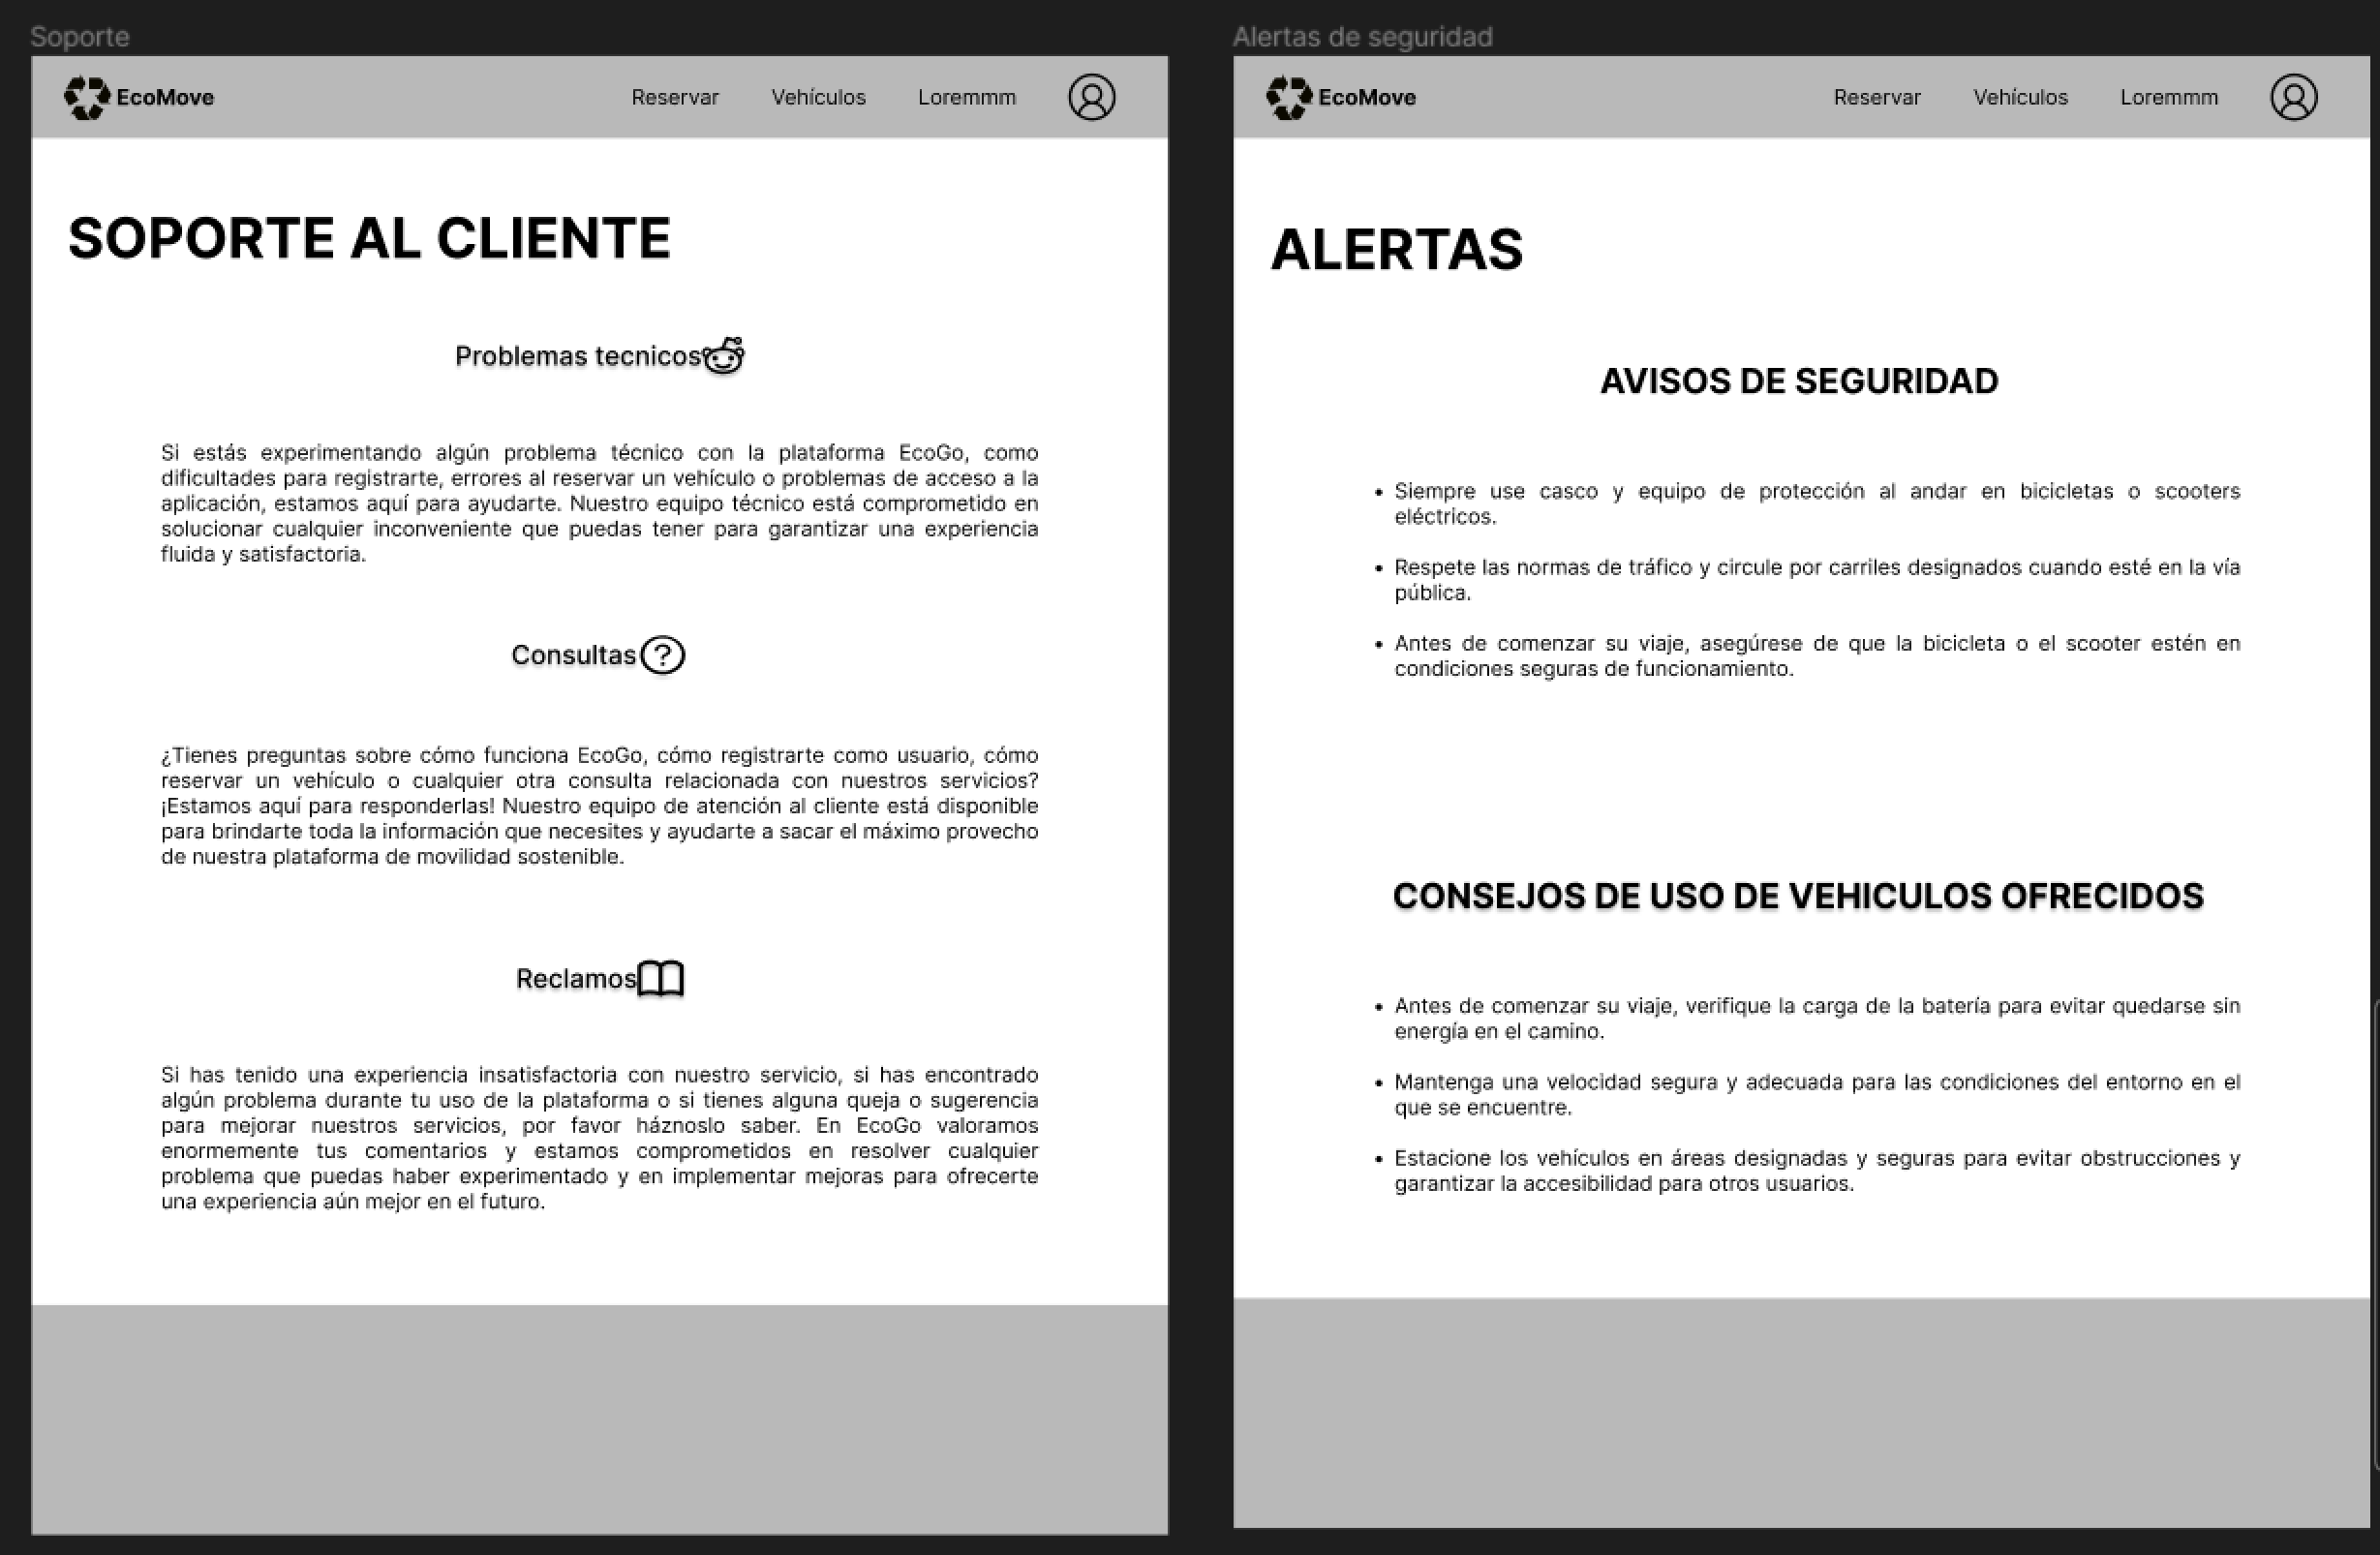 Soporte
EcoMove
Reservar
Vehículos
Loremmm
SOPORTE AL CLIENTE
Problemas tecnicos
Si estás experimentando algún problema técnico con la plataforma EcoGo, como
dificultades para registrarte, errores al reservar un vehículo o problemas de acceso a la
aplicación, estamos aquí para ayudarte. Nuestro equipo técnico está comprometido en
solucionar cualquier inconveniente que puedas tener para garantizar una experiencia
fluida y satisfactoria.
Consultas ?
¿Tienes preguntas sobre cómo funciona EcoGo, cómo registrarte como usuario, cómo
reservar un vehículo o cualquier otra consulta relacionada con nuestros servicios?
¡Estamos aquí para responderlas! Nuestro equipo de atención al cliente está disponible
para brindarte toda la información que necesites y ayudarte a sacar el máximo provecho
de nuestra plataforma de movilidad sostenible.
Reclamos
Si has tenido una experiencia insatisfactoria con nuestro servicio, si has encontrado
algún problema durante tu uso de la plataforma o si tienes alguna queja o sugerencia
para mejorar nuestros servicios, por favor háznoslo saber. En EcoGo valoramos
enormemente tus comentarios y estamos comprometidos en resolver cualquier
problema que puedas haber experimentado y en implementar mejoras para ofrecerte
una experiencia aún mejor en el futuro.
Alertas de seguridad
EcoMove
Reservar
Vehículos
Loremmm
ALERTAS
AVISOS DE SEGURIDAD
• Siempre use casco y equipo de protección al andar en bicicletas o scooters
eléctricos.
• Respete las normas de tráfico y circule por carriles designados cuando esté en la vía
pública.
• Antes de comenzar su viaje, asegúrese de que la bicicleta o el scooter estén en
condiciones seguras de funcionamiento.
CONSEJOS DE USO DE VEHICULOS OFRECIDOS
• Antes de comenzar su viaje, verifique la carga de la batería para evitar quedarse sin
energía en el camino.
• Mantenga una velocidad segura y adecuada para las condiciones del entorno en el
que se encuentre.
• Estacione los vehículos en áreas designadas y seguras para evitar obstrucciones y
garantizar la accesibilidad para otros usuarios.